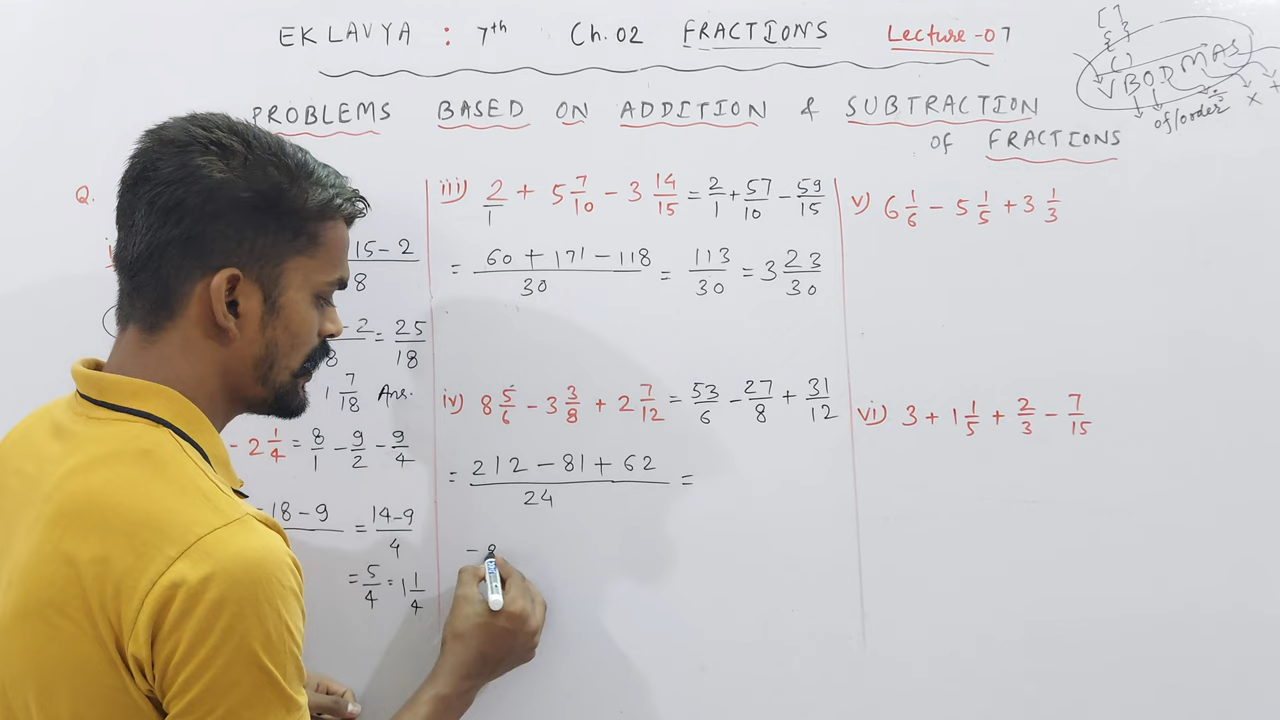 EKLAVYA : 7th Ch.02 FRACTIONS Lecture-07
[ ]
{ }
( )
VBODMAS
of/order ÷ × +
PROBLEMS BASED ON ADDITION & SUBTRACTION
of FRACTIONS
Q.
15-2
8
-2/8 = 25/18
1 7/18 Ans.
- 2 1/4 = 8/1 - 9/2 - 9/4
-18-9 = 14-9/4
= 5/4 = 1 1/4
iii) 2/1 + 5 7/10 - 3 14/15 = 2/1 + 57/10 - 59/15
= 60 + 171 - 118/30 = 113/30 = 3 23/30
iv) 8 5/6 - 3 3/8 + 2 7/12 = 53/6 - 27/8 + 31/12
= 212 - 81 + 62/24 =
- 8
v) 6 1/6 - 5 1/5 + 3 1/3
vi) 3 + 1 1/5 + 2/3 - 7/15